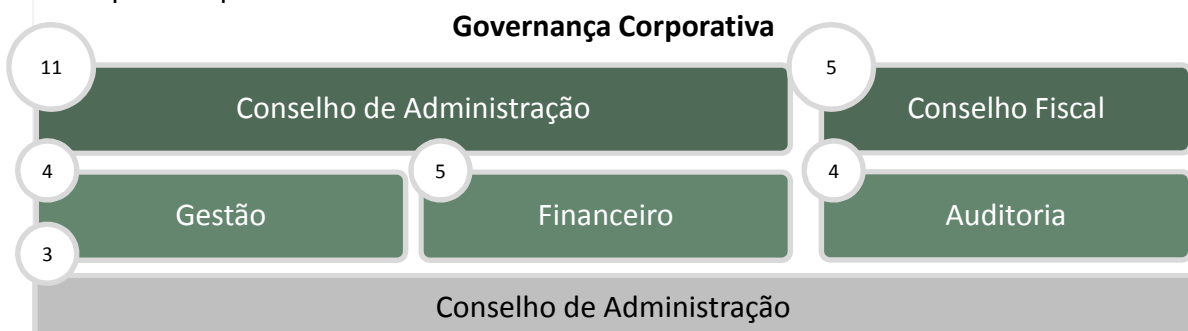 Governança Corporativa
11
5
Conselho de Administração
Conselho Fiscal
4
5
4
Gestão
Financeiro
Auditoria
3
Conselho de Administração